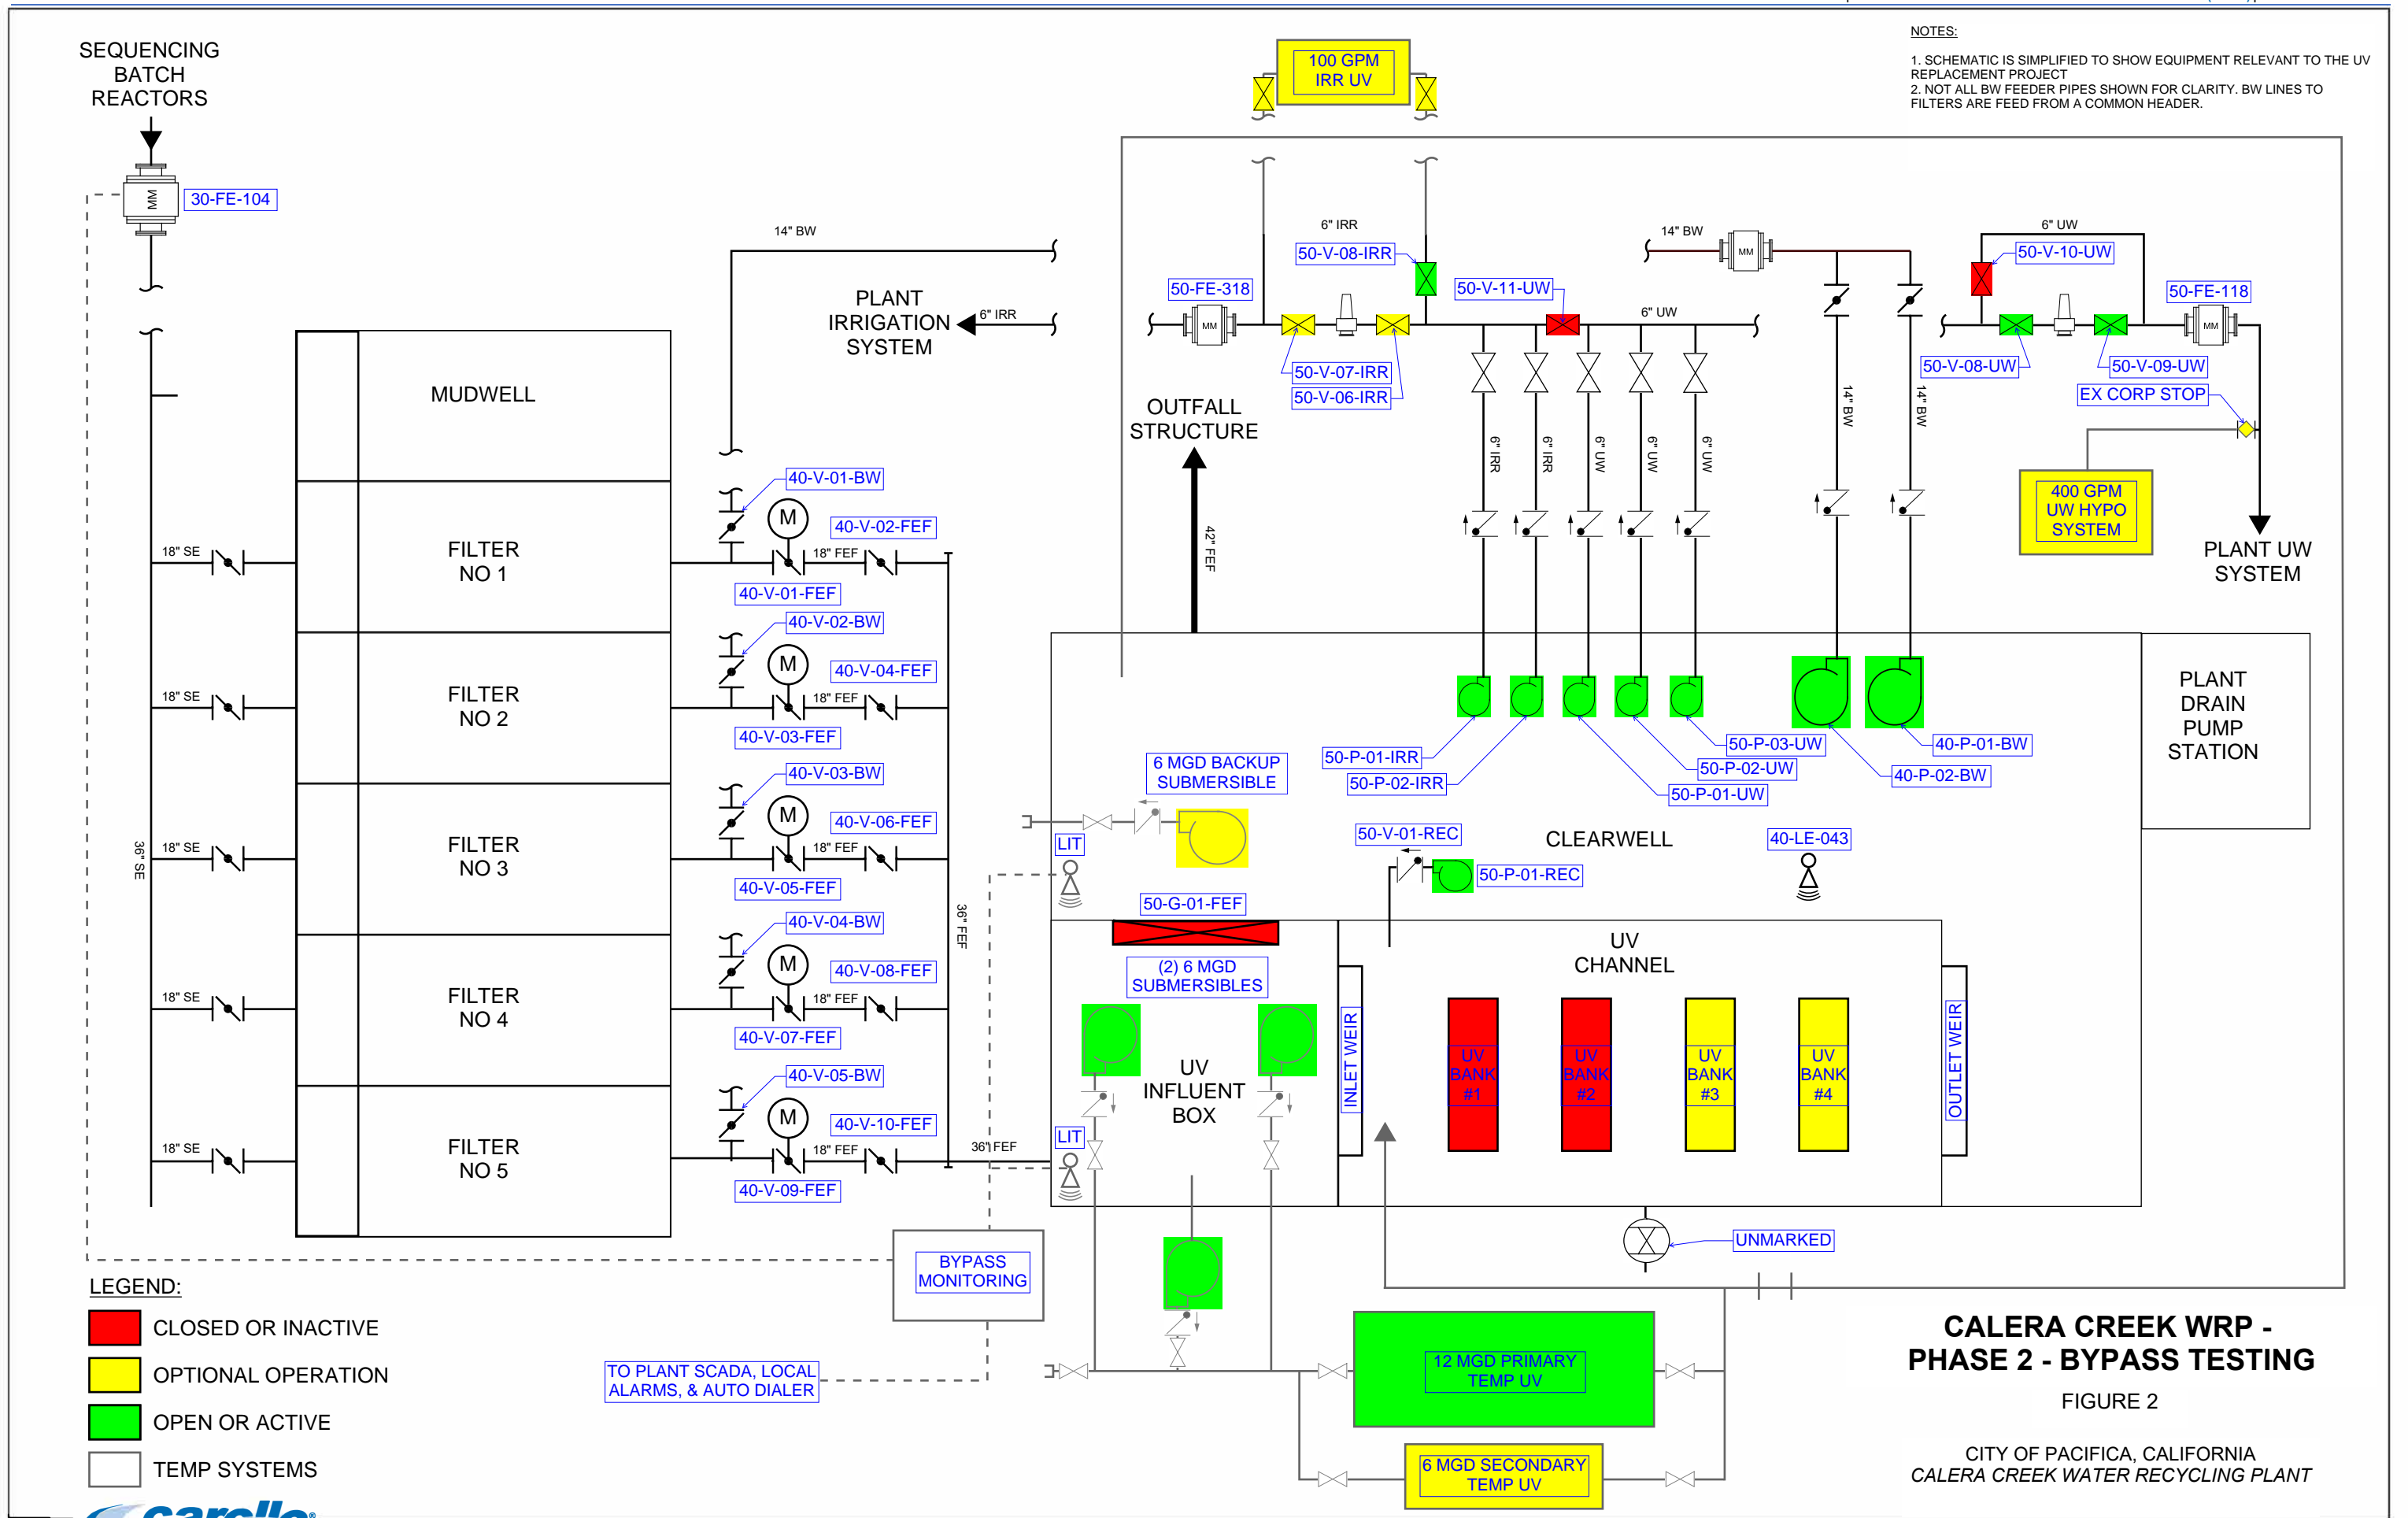 NOTES:
1. SCHEMATIC IS SIMPLIFIED TO SHOW EQUIPMENT RELEVANT TO THE UV
REPLACEMENT PROJECT
2. NOT ALL BW FEEDER PIPES SHOWN FOR CLARITY. BW LINES TO
FILTERS ARE FEED FROM A COMMON HEADER.
SEQUENCING
BATCH
REACTORS
MM
30-FE-104
100 GPM
IRR UV
14" BW
PLANT
IRRIGATION
SYSTEM
6" IRR
6" IRR
50-V-08-IRR
50-FE-318
MM
50-V-07-IRR
50-V-06-IRR
50-V-11-UW
6" UW
14" BW
MM
6" UW
50-V-10-UW
50-FE-118
MM
50-V-08-UW
50-V-09-UW
EX CORP STOP
400 GPM
UW HYPO
SYSTEM
PLANT UW
SYSTEM
OUTFALL
STRUCTURE
42" FEF
6" IRR
6" IRR
6" UW
6" UW
6" UW
14" BW
14" BW
MUDWELL
FILTER
NO 1
FILTER
NO 2
FILTER
NO 3
FILTER
NO 4
FILTER
NO 5
36" SE
18" SE
18" SE
18" SE
18" SE
18" SE
40-V-01-BW
M
40-V-02-FEF
18" FEF
40-V-01-FEF
40-V-02-BW
M
40-V-04-FEF
18" FEF
40-V-03-FEF
40-V-03-BW
M
40-V-06-FEF
18" FEF
40-V-05-FEF
40-V-04-BW
M
40-V-08-FEF
18" FEF
40-V-07-FEF
40-V-05-BW
M
40-V-10-FEF
18" FEF
40-V-09-FEF
36" FEF
36" FEF
50-P-01-IRR
50-P-02-IRR
50-P-03-UW
50-P-02-UW
50-P-01-UW
40-P-01-BW
40-P-02-BW
PLANT
DRAIN
PUMP
STATION
6 MGD BACKUP
SUBMERSIBLE
LIT
50-V-01-REC
50-P-01-REC
CLEARWELL
40-LE-043
50-G-01-FEF
(2) 6 MGD
SUBMERSIBLES
UV
INFLUENT
BOX
LIT
INLET WEIR
UV
CHANNEL
UV
BANK
#1
UV
BANK
#2
UV
BANK
#3
UV
BANK
#4
OUTLET WEIR
UNMARKED
BYPASS
MONITORING
TO PLANT SCADA, LOCAL
ALARMS, & AUTO DIALER
12 MGD PRIMARY
TEMP UV
6 MGD SECONDARY
TEMP UV
LEGEND:
CLOSED OR INACTIVE
OPTIONAL OPERATION
OPEN OR ACTIVE
TEMP SYSTEMS
carollo®
CALERA CREEK WRP -
PHASE 2 - BYPASS TESTING
FIGURE 2
CITY OF PACIFICA, CALIFORNIA
CALERA CREEK WATER RECYCLING PLANT